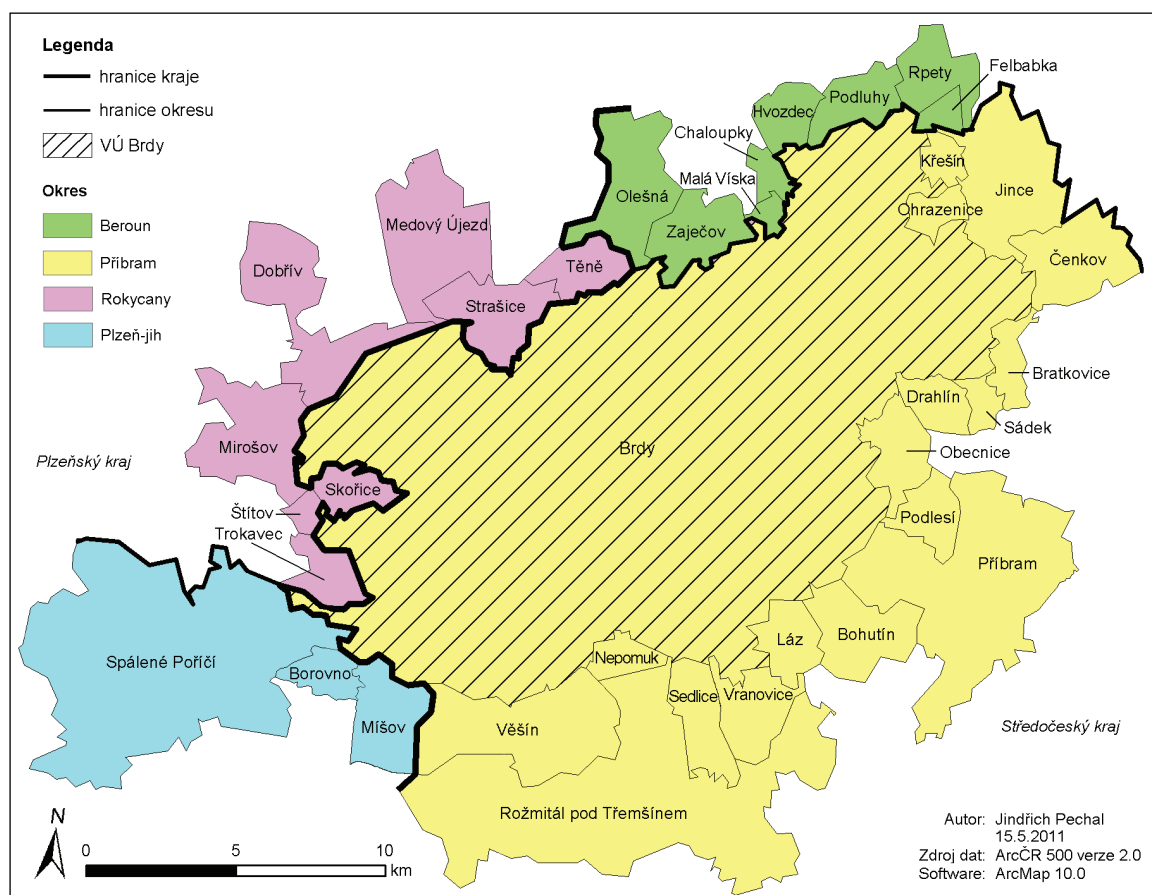 Legenda
hranice kraje
hranice okresu
VÚ Brdy
Okres
Beroun
Příbram
Rokycany
Plzeň-jih
Rpety
Felbabka
Podluhy
Hvozdec
Chaloupky
Malá Víska
Křešín
Jince
Olešná
Ohrazenice
Medový Újezd
Zaječov
Čenkov
Dobřív
Těně
Strašice
Bratkovice
Drahlín
Sádek
Mirošov
Brdy
Obecnice
Plzeňský kraj
Skořice
Štítov
Podlesí
Trokavec
Příbram
Láz
Bohutín
Spálené Poříčí
Nepomuk
Borovno
Sedlice
Vranovice
Míšov
Věšín
Středočeský kraj
Rožmitál pod Třemšínem
N
0 5 10
km
Autor: Jindřich Pechal
15.5.2011
Zdroj dat: ArcČR 500 verze 2.0
Software: ArcMap 10.0